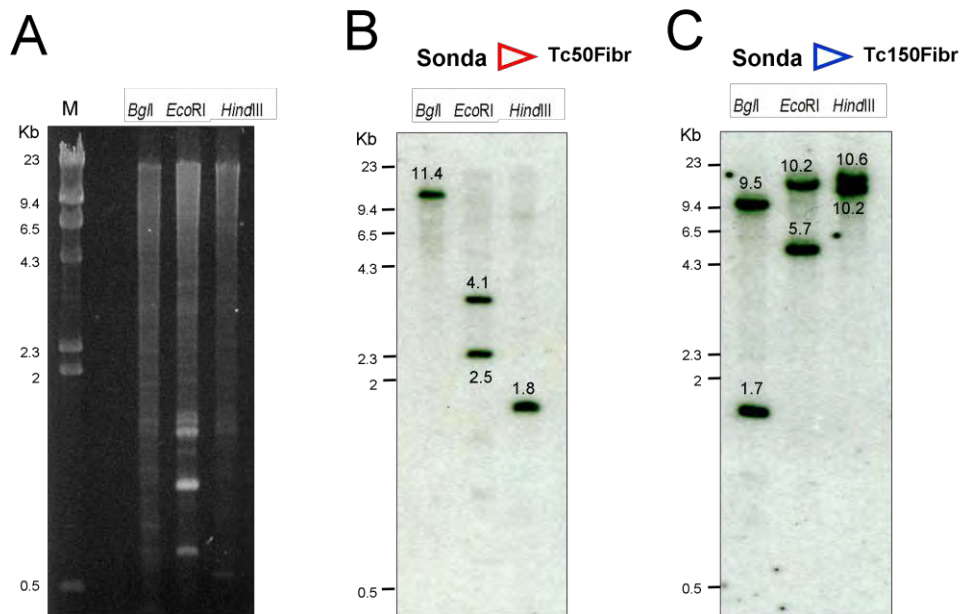 A
M
BglI EcoRI HindIII
Kb
23
9.4
6.5
4.3
2.3
2
0.5
B
Sonda Tc50Fibr
BglI EcoRI HindIII
Kb
23
9.4
6.5
4.3
2.3
2
0.5
11.4
4.1
2.5
1.8
C
Sonda Tc150Fibr
BglI EcoRI HindIII
Kb
23
9.4
6.5
4.3
2.3
2
0.5
9.5
10.2
10.6
10.2
5.7
1.7